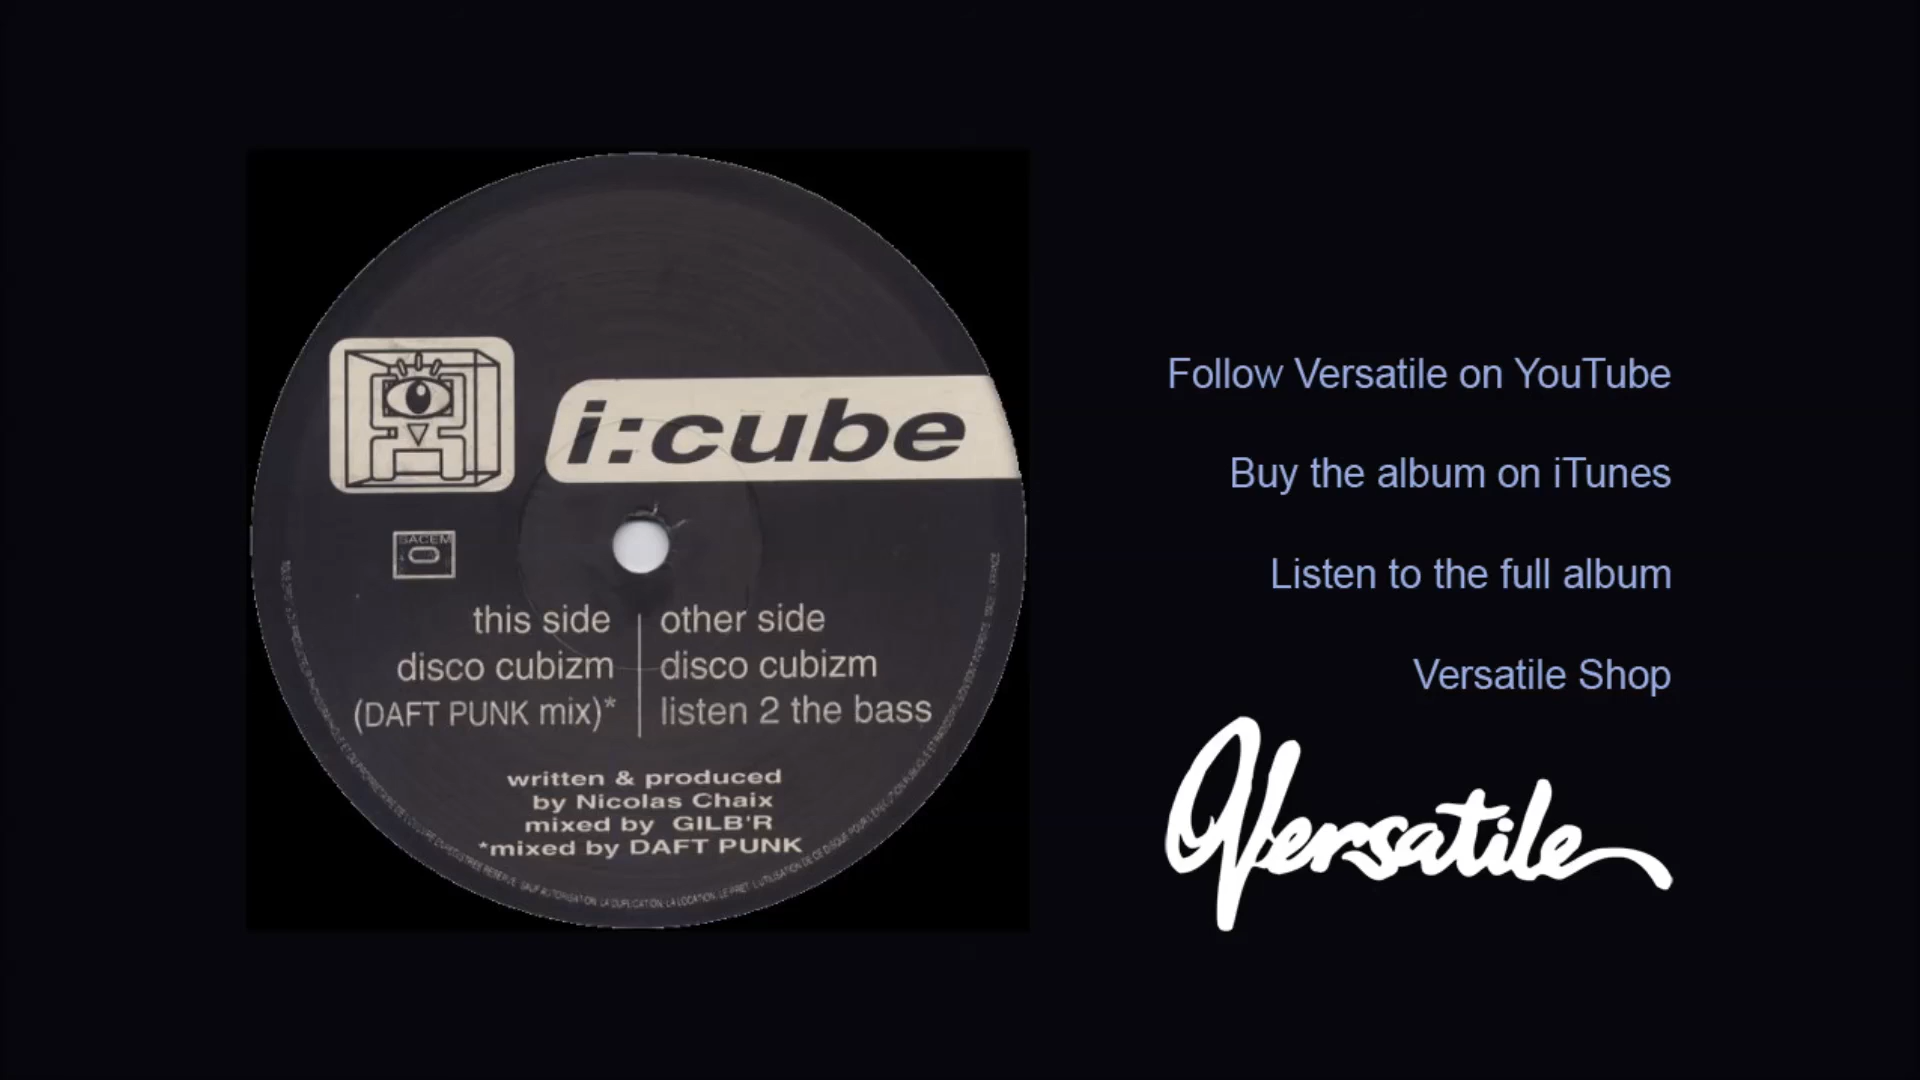 i:cube
SACEM
this side
disco cubizm
(DAFT PUNK mix)*
other side
disco cubizm
listen 2 the bass
written & produced
by Nicolas Chaix
mixed by GILB'R
*mixed by DAFT PUNK
Follow Versatile on YouTube
Buy the album on iTunes
Listen to the full album
Versatile Shop
Versatile